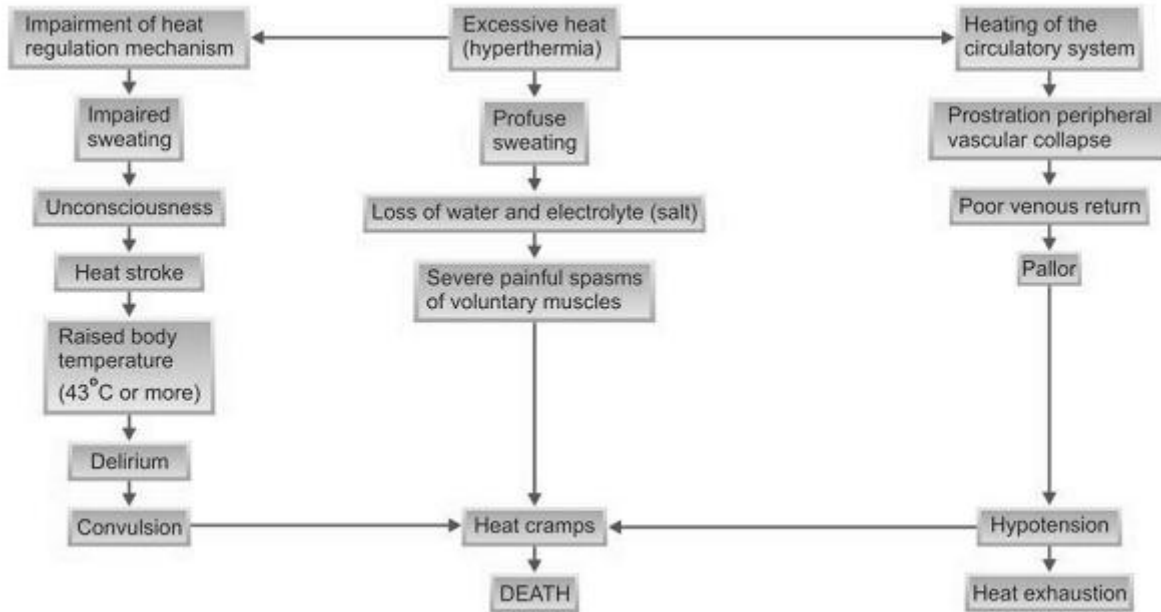 Impairment of heat
regulation mechanism
Excessive heat
(hyperthermia)
Heating of the
circulatory system
Impaired
sweating
Profuse
sweating
Prostration peripheral
vascular collapse
Unconsciousness
Loss of water and electrolyte (salt)
Poor venous return
Heat stroke
Severe painful spasms
of voluntary muscles
Pallor
Raised body
temperature
(43°C or more)
Delirium
Convulsion
Heat cramps
Hypotension
DEATH
Heat exhaustion